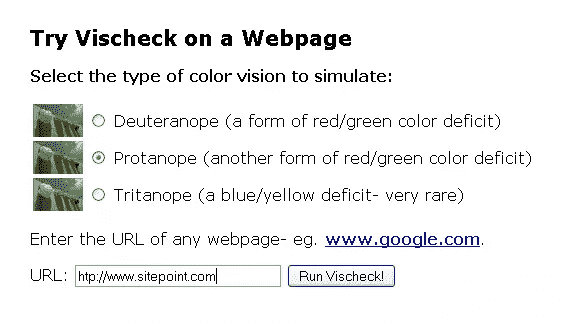 Try Vischeck on a Webpage
Select the type of color vision to simulate:
Deuteranope (a form of red/green color deficit)
Protanope (another form of red/green color deficit)
Tritanope (a blue/yellow deficit- very rare)
Enter the URL of any webpage- eg. www.google.com.
URL: htp://www.sitepoint.com Run Vischeck!